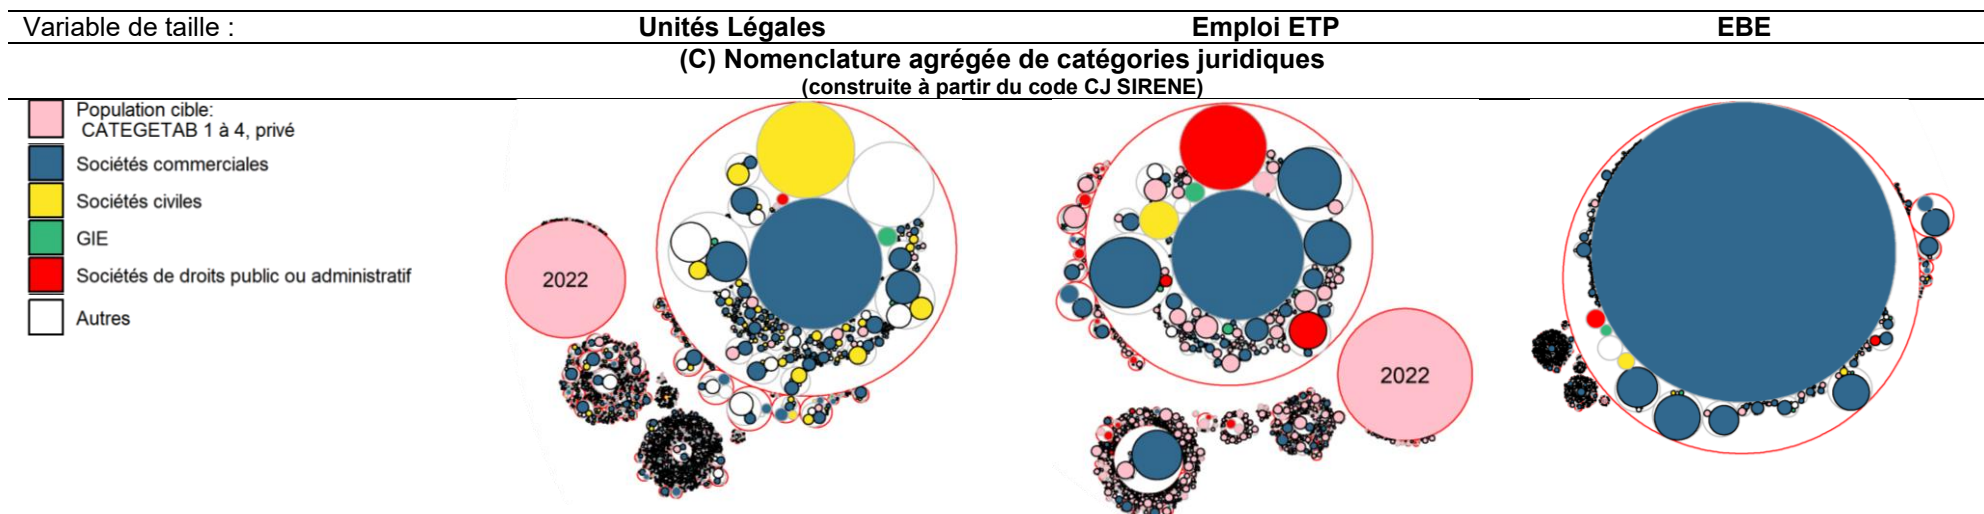 Variable de taille : Unités Légales Emploi ETP EBE
(C) Nomenclature agrégée de catégories juridiques
(construite à partir du code CJ SIRENE)
Population cible:
CATEGETAB 1 à 4, privé
Sociétés commerciales
Sociétés civiles
GIE
Sociétés de droits public ou administratif
Autres
2022
2022